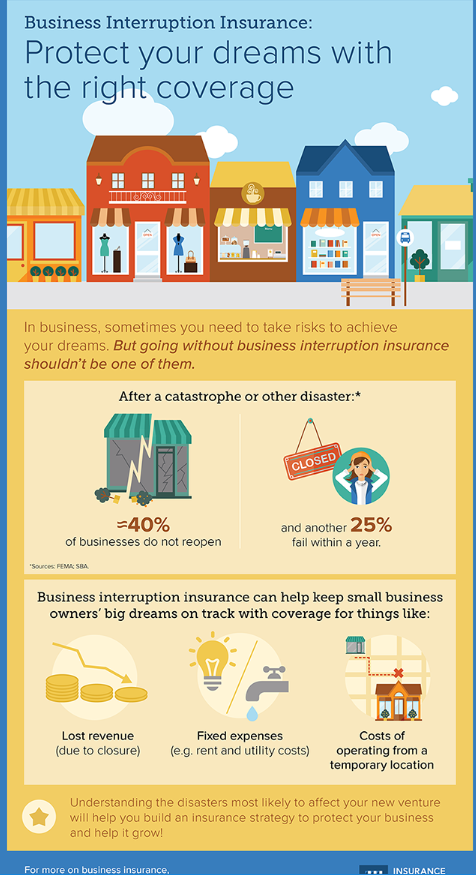 Business Interruption Insurance:
Protect your dreams with
the right coverage
In business, sometimes you need to take risks to achieve
your dreams. But going without business interruption insurance
shouldn't be one of them.
After a catastrophe or other disaster:*
CLOSED
≈40%
of businesses do not reopen
and another 25%
fail within a year.
*Sources: FEMA; SBA.
Business interruption insurance can help keep small business
owners' big dreams on track with coverage for things like:
Lost revenue
(due to closure)
Fixed expenses
(e.g. rent and utility costs)
Costs of
operating from a
temporary location
Understanding the disasters most likely to affect your new venture
will help you build an insurance strategy to protect your business
and help it grow!
For more on business insurance,
INSURANCE